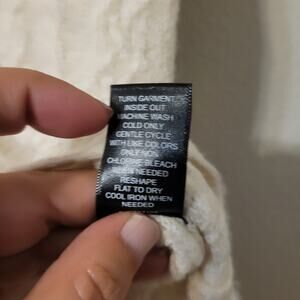 TURN GARMENT
INSIDE OUT
MACHINE WASH
COLD ONLY
GENTLE CYCLE
WITH LIKE COLORS
ONLY NON
CHLORINE BLEACH
WHEN NEEDED
RESHAPE
FLAT TO DRY
COOL IRON WHEN
NEEDED